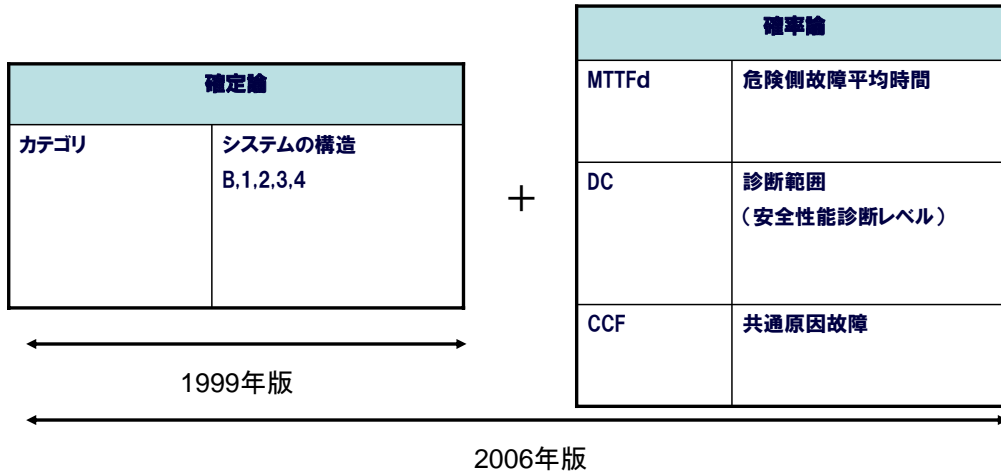 確定論
カテゴリ
システムの構造
B,1,2,3,4
+
確率論
MTTFd
危険側故障平均時間
DC
診断範囲
(安全性能診断レベル)
CCF
共通原因故障
1999年版
2006年版